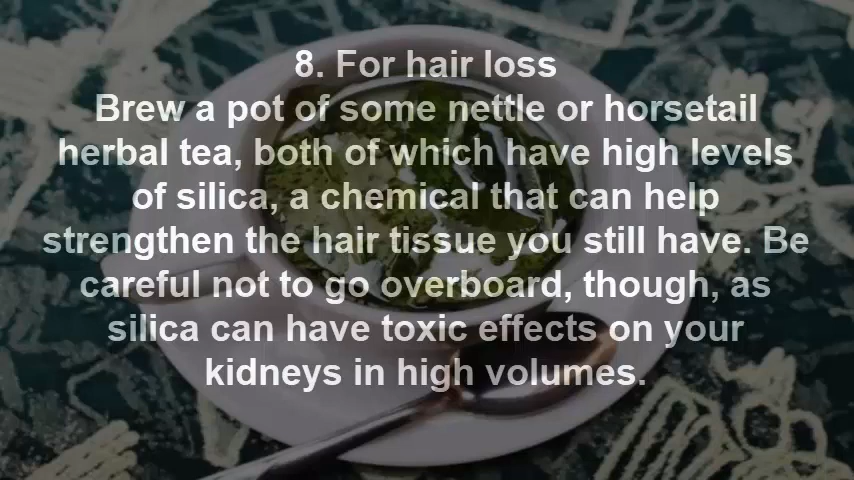 8. For hair loss
Brew a pot of some nettle or horsetail
herbal tea, both of which have high levels
of silica, a chemical that can help
strengthen the hair tissue you still have. Be
careful not to go overboard, though, as
silica can have toxic effects on your
kidneys in high volumes.